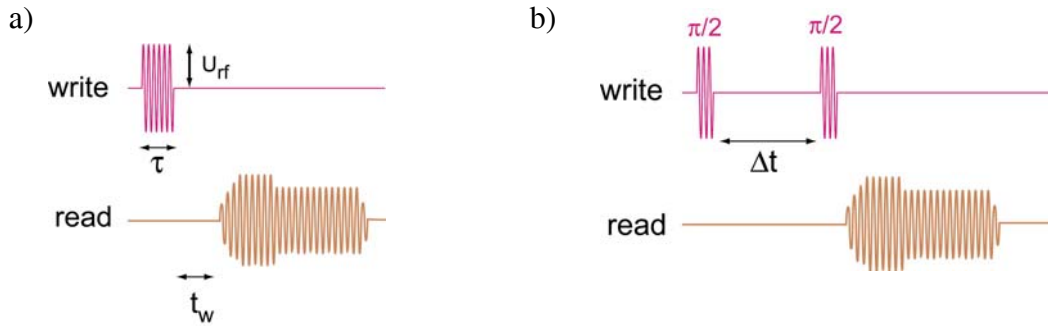 a)
write
U_rf
τ
read
t_w
b)
π/2 π/2
write
Δt
read